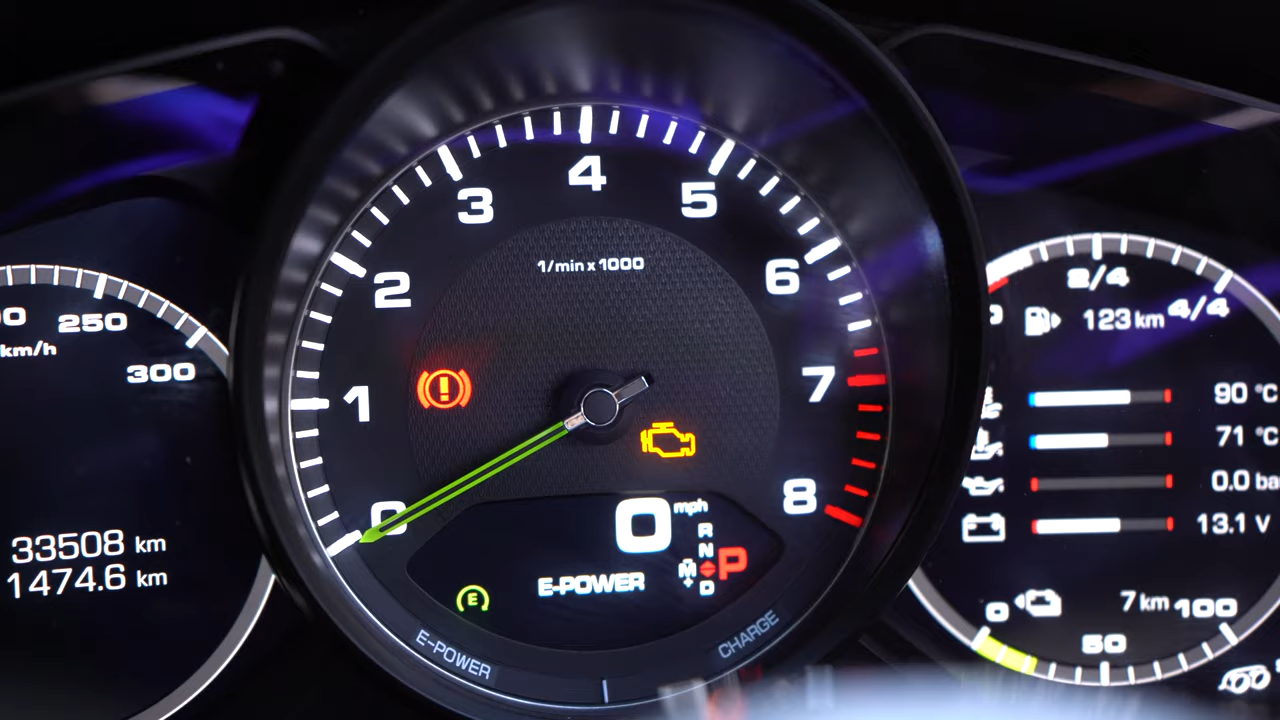 250
km/h
300
33508 km
1474.6 km
1/min x 1000
0
1
2
3
4
5
6
7
8
0 mph
R
N
M
+
D
P
E
E-POWER
E-POWER
CHARGE
2/4
4/4
123 km
90 °C
71 °C
0.0
13.1 V
7 km
0
50
100